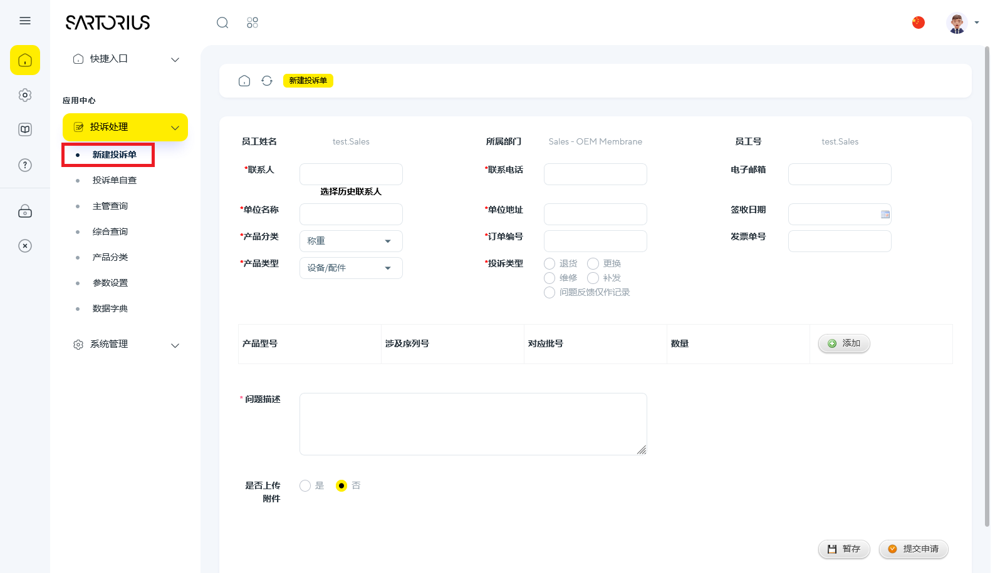 SARTORIUS
快捷入口
应用中心
投诉处理
新建投诉单
投诉单自查
主管查询
综合查询
产品分类
参数设置
数据字典
系统管理
新建投诉单
员工姓名 test.Sales 所属部门 Sales - OEM Membrane 员工号 test.Sales
*联系人 *联系电话 电子邮箱
选择历史联系人
*单位名称 *单位地址 签收日期
*产品分类 称重 *订单编号 发票单号
*产品类型 设备/配件 *投诉类型 退货 更换
维修 补发
问题反馈仅作记录
产品型号 涉及序列号 对应批号 数量 添加
* 问题描述
是否上传 是 否
附件
暂存 提交申请